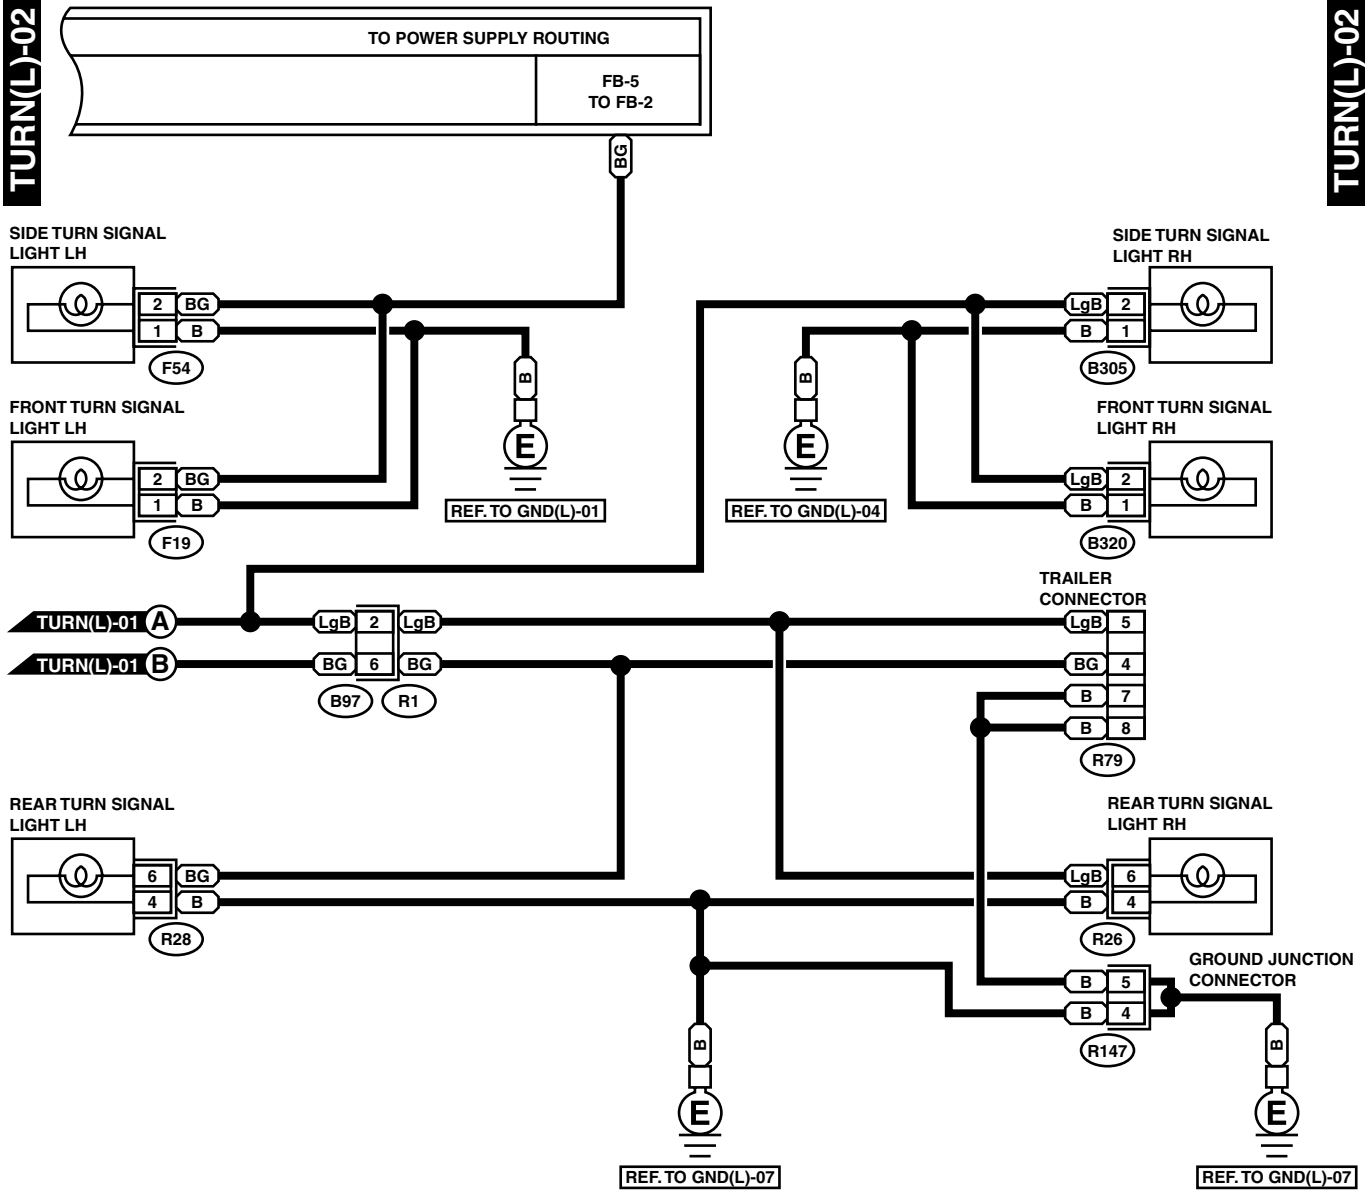 TURN(L)-02
TURN(L)-02
TO POWER SUPPLY ROUTING
FB-5
TO FB-2
BG
SIDE TURN SIGNAL
LIGHT LH
2 BG
1 B
F54
SIDE TURN SIGNAL
LIGHT RH
LgB 2
B 1
B305
B
E
REF. TO GND(L)-01
B
E
REF. TO GND(L)-04
FRONT TURN SIGNAL
LIGHT LH
2 BG
1 B
F19
FRONT TURN SIGNAL
LIGHT RH
LgB 2
B 1
B320
TURN(L)-01 A
LgB 2 LgB
TURN(L)-01 B
BG 6 BG
B97 R1
TRAILER
CONNECTOR
LgB 5
BG 4
B 7
B 8
R79
REAR TURN SIGNAL
LIGHT LH
6 BG
4 B
R28
REAR TURN SIGNAL
LIGHT RH
LgB 6
B 4
R26
GROUND JUNCTION
CONNECTOR
B 5
B 4
R147
B
E
REF. TO GND(L)-07
B
E
REF. TO GND(L)-07